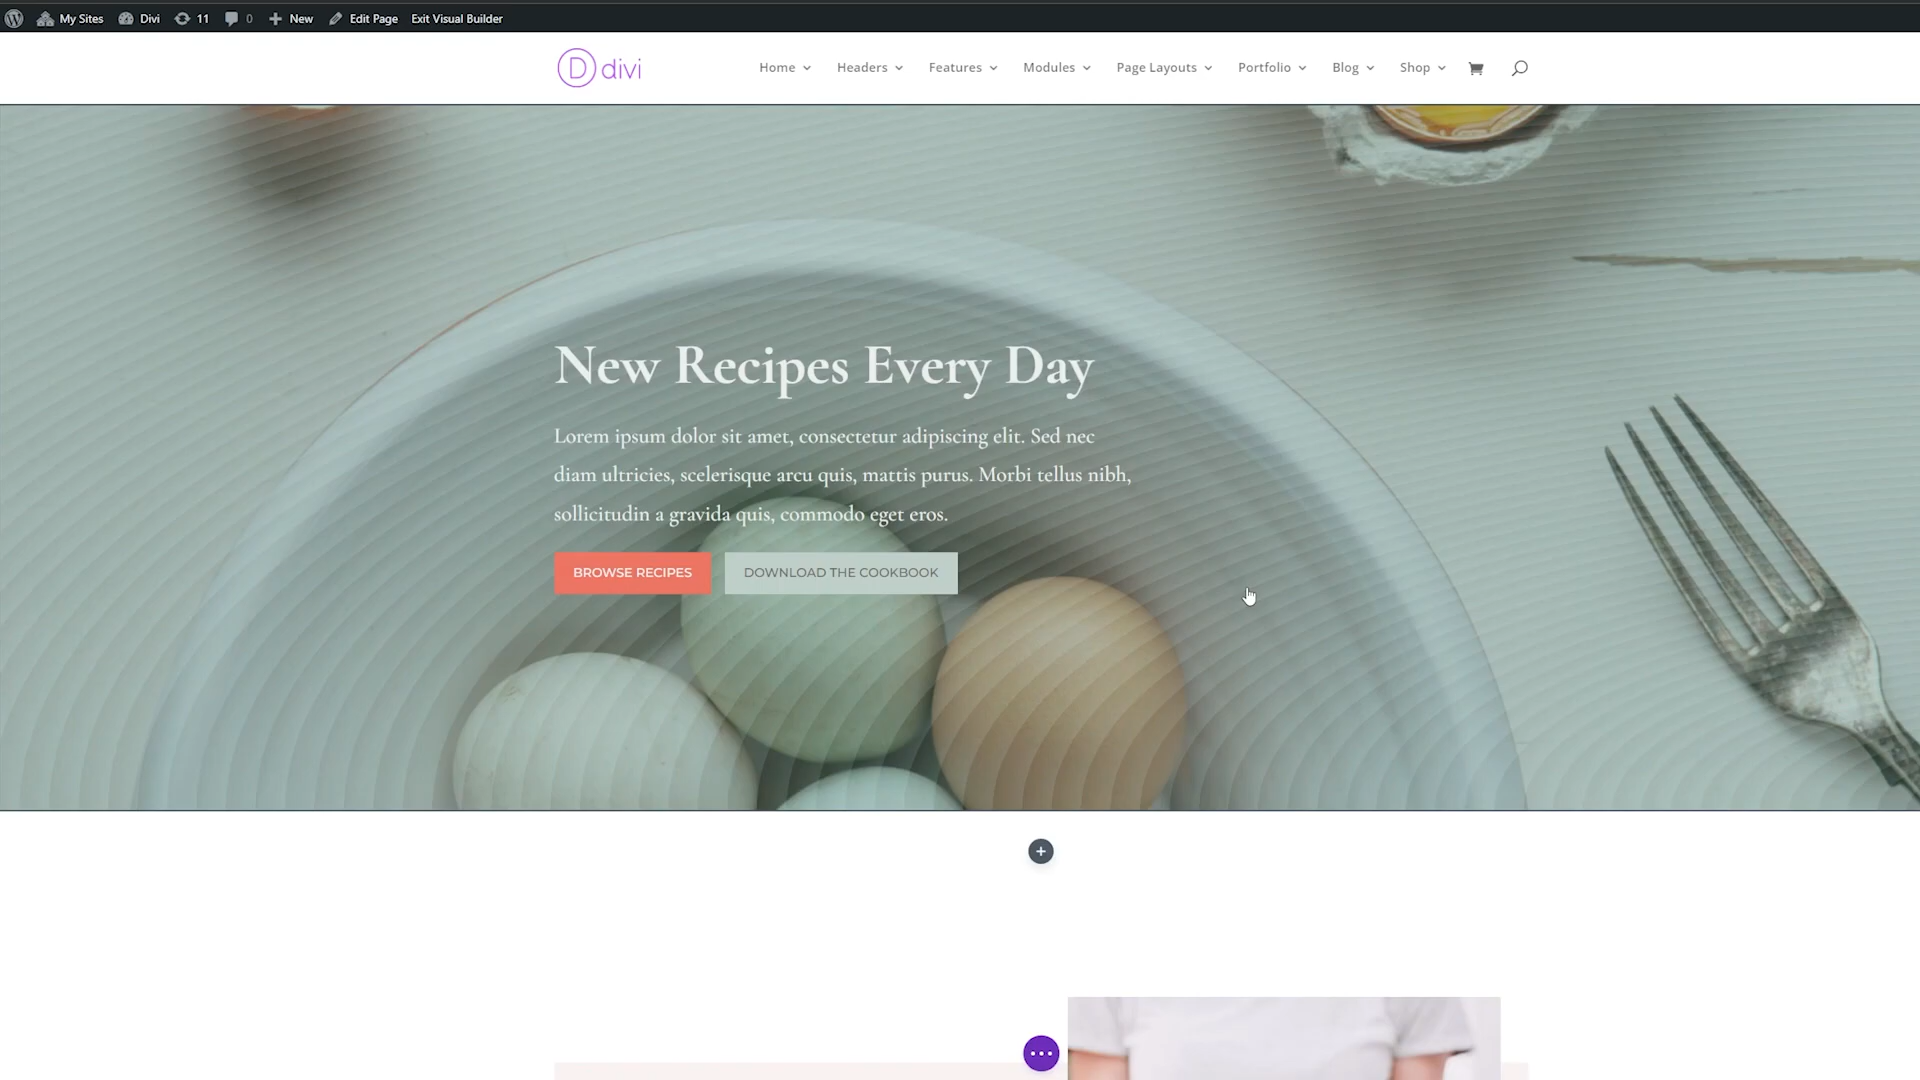 My Sites Divi 11 0 New Edit Page Exit Visual Builder
D divi Home Headers Features Modules Page Layouts Portfolio Blog Shop
New Recipes Every Day
Lorem ipsum dolor sit amet, consectetur adipiscing elit. Sed nec
diam ultricies, scelerisque arcu quis, mattis purus. Morbi tellus nibh,
sollicitudin a gravida quis, commodo eget eros.
BROWSE RECIPES DOWNLOAD THE COOKBOOK